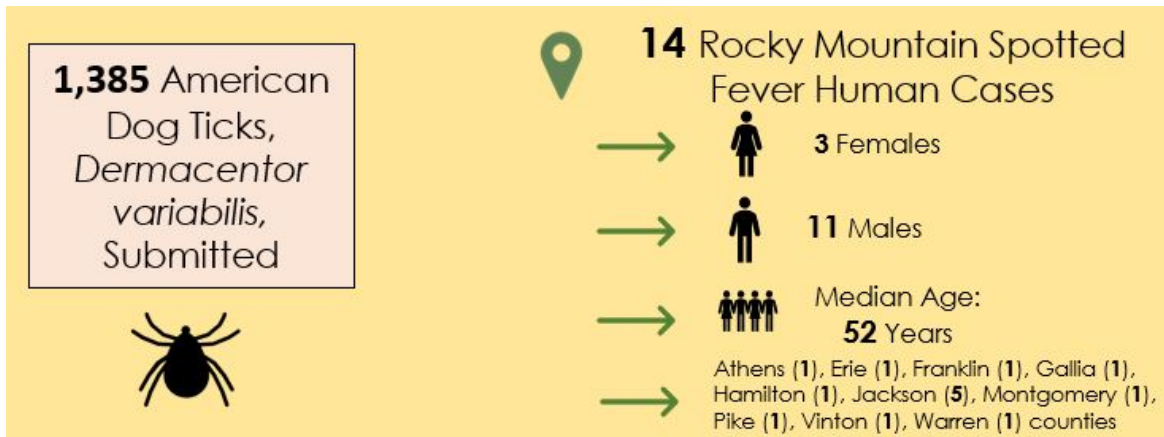 1,385 American
Dog Ticks,
Dermacentor
variabilis,
Submitted
14 Rocky Mountain Spotted
Fever Human Cases
3 Females
11 Males
Median Age:
52 Years
Athens (1), Erie (1), Franklin (1), Gallia (1),
Hamilton (1), Jackson (5), Montgomery (1),
Pike (1), Vinton (1), Warren (1) counties